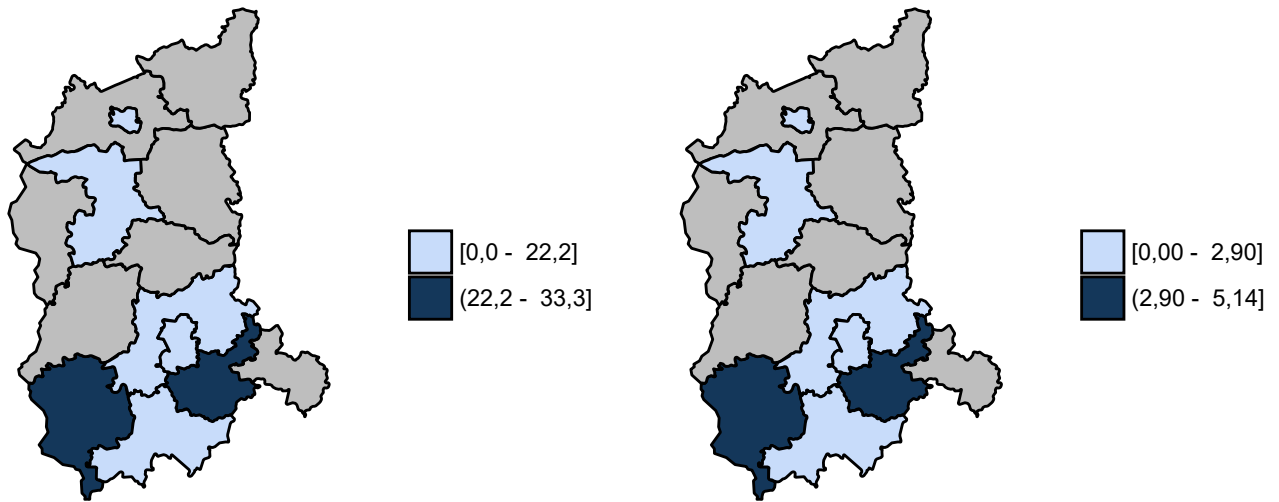 [0,0 - 22,2]
(22,2 - 33,3]
[0,00 - 2,90]
(2,90 - 5,14]